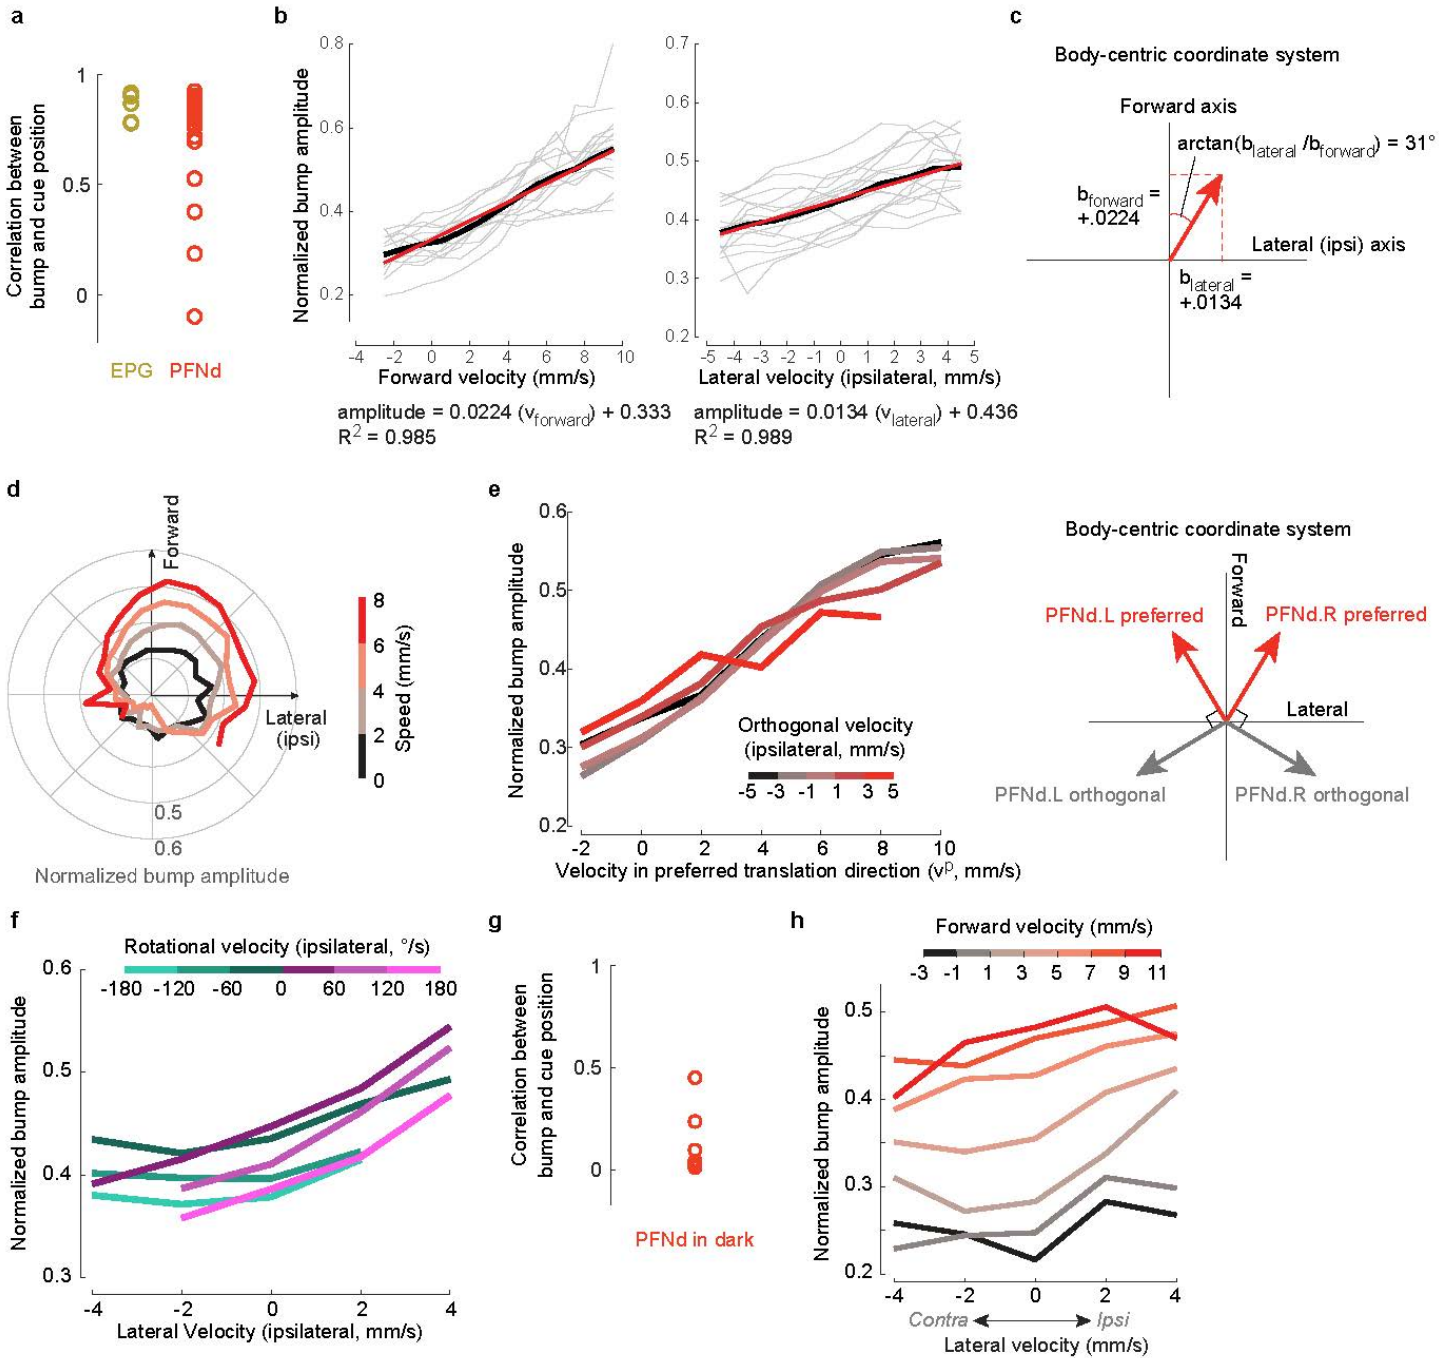 a
Correlation between
bump and cue position
1
0.5
0
EPG
PFNd
b
Normalized bump amplitude
0.8
0.6
0.4
0.2
-4 -2 0 2 4 6 8 10
Forward velocity (mm/s)
amplitude = 0.0224 (vforward) + 0.333
R2 = 0.985
0.7
0.6
0.5
0.4
0.3
0.2
-5 -4 -3 -2 -1 0 1 2 3 4 5
Lateral velocity (ipsilateral, mm/s)
amplitude = 0.0134 (vlateral) + 0.436
R2 = 0.989
c
Body-centric coordinate system
Forward axis
arctan(blateral /bforward) = 31°
bforward =
+.0224
Lateral (ipsi) axis
blateral =
+.0134
d
Forward
Lateral
(ipsi)
0.5
0.6
Normalized bump amplitude
8
6
4
2
0
Speed (mm/s)
e
Normalized bump amplitude
0.6
0.5
0.4
0.3
0.2
Orthogonal velocity
(ipsilateral, mm/s)
-5 -3 -1 1 3 5
-2 0 2 4 6 8 10
Velocity in preferred translation direction (vp, mm/s)
Body-centric coordinate system
Forward
PFNd.L preferred
PFNd.R preferred
Lateral
PFNd.L orthogonal
PFNd.R orthogonal
f
Rotational velocity (ipsilateral, °/s)
-180 -120 -60 0 60 120 180
Normalized bump amplitude
0.6
0.5
0.4
0.3
-4 -2 0 2 4
Lateral Velocity (ipsilateral, mm/s)
g
Correlation between
bump and cue position
1
0.5
0
PFNd in dark
h
Forward velocity (mm/s)
-3 -1 1 3 5 7 9 11
Normalized bump amplitude
0.5
0.4
0.3
0.2
-4 -2 0 2 4
Contra Ipsi
Lateral velocity (mm/s)